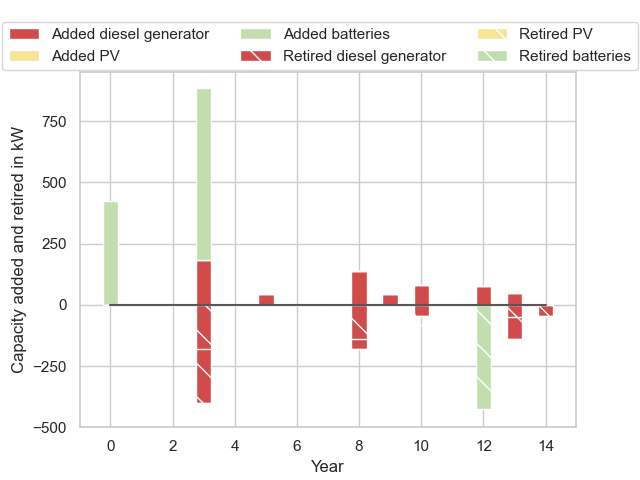 Added diesel generator
Added PV
Added batteries
Retired diesel generator
Retired PV
Retired batteries
Capacity added and retired in kW
750
500
250
0
−250
−500
0 2 4 6 8 10 12 14
Year